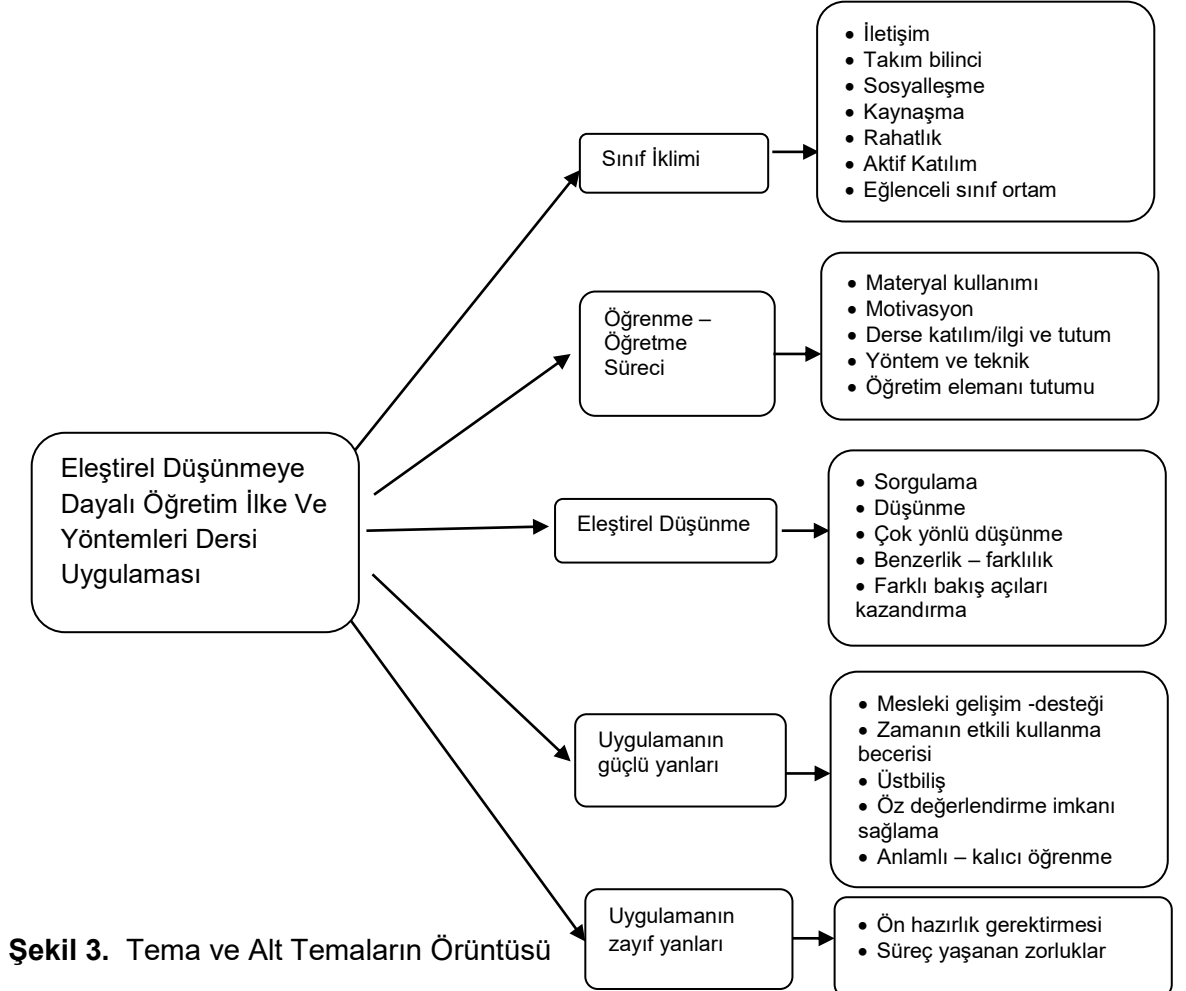 • İletişim
• Takım bilinci
• Sosyalleşme
• Kaynaşma
• Rahatlık
• Aktif Katılım
• Eğlenceli sınıf ortam
Sınıf İklimi
• Materyal kullanımı
• Motivasyon
• Derse katılım/ilgi ve tutum
• Yöntem ve teknik
• Öğretim elemanı tutumu
Öğrenme –
Öğretme
Süreci
Eleştirel Düşünmeye
Dayalı Öğretim İlke Ve
Yöntemleri Dersi
Uygulaması
Eleştirel Düşünme
• Sorgulama
• Düşünme
• Çok yönlü düşünme
• Benzerlik – farklılık
• Farklı bakış açıları
kazandırma
Uygulamanın
güçlü yanları
• Mesleki gelişim -desteği
• Zamanın etkili kullanma
becerisi
• Üstbiliş
• Öz değerlendirme imkanı
sağlama
• Anlamlı – kalıcı öğrenme
Uygulamanın
zayıf yanları
• Ön hazırlık gerektirmesi
• Süreç yaşanan zorluklar
Şekil 3. Tema ve Alt Temaların Örüntüsü